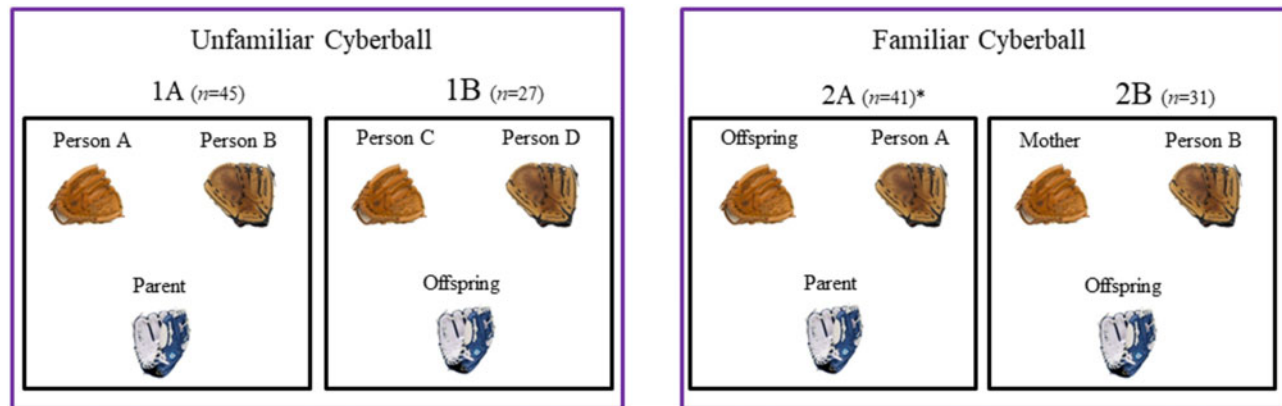 Unfamiliar Cyberball
1A (n=45)
1B (n=27)
Person A
Person B
Person C
Person D
Parent
Offspring
Familiar Cyberball
2A (n=41)*
2B (n=31)
Offspring
Person A
Mother
Person B
Parent
Offspring